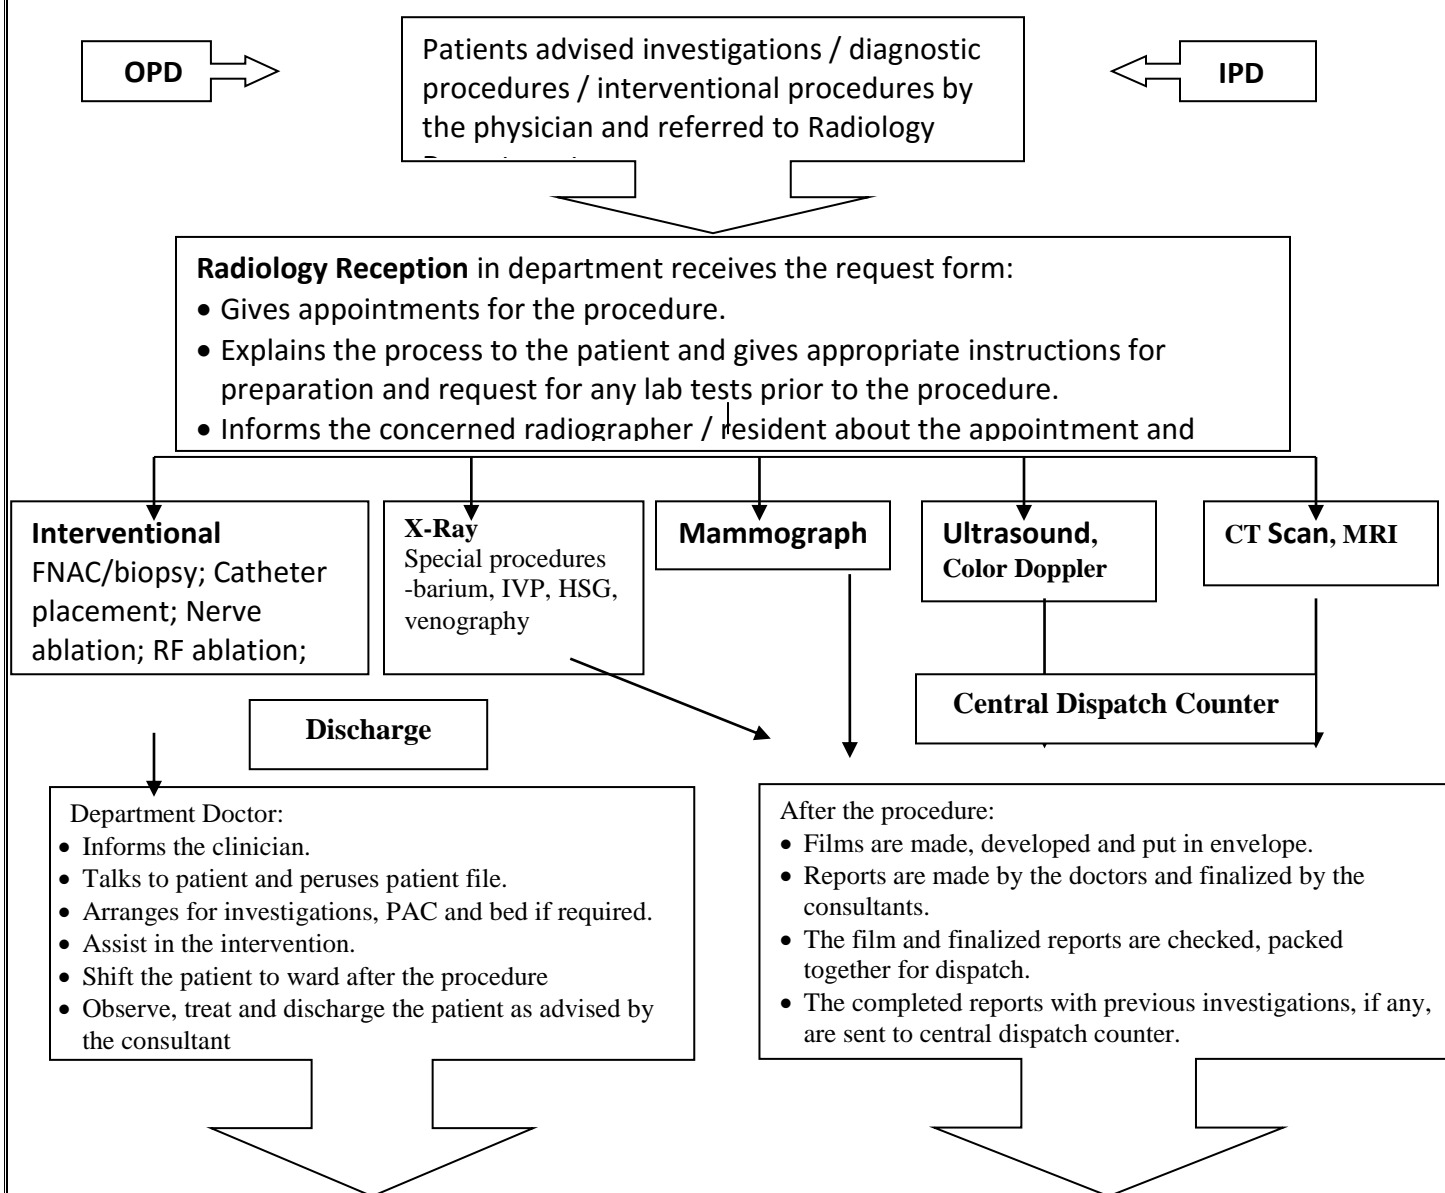 OPD
Patients advised investigations / diagnostic
procedures / interventional procedures by
the physician and referred to Radiology
IPD
Radiology Reception in department receives the request form:
• Gives appointments for the procedure.
• Explains the process to the patient and gives appropriate instructions for
preparation and request for any lab tests prior to the procedure.
• Informs the concerned radiographer / resident about the appointment and
Interventional
FNAC/biopsy; Catheter
placement; Nerve
ablation; RF ablation;
X-Ray
Special procedures
-barium, IVP, HSG,
venography
Mammograph
Ultrasound,
Color Doppler
CT Scan, MRI
Discharge
Central Dispatch Counter
Department Doctor:
• Informs the clinician.
• Talks to patient and peruses patient file.
• Arranges for investigations, PAC and bed if required.
• Assist in the intervention.
• Shift the patient to ward after the procedure
• Observe, treat and discharge the patient as advised by
the consultant
After the procedure:
• Films are made, developed and put in envelope.
• Reports are made by the doctors and finalized by the
consultants.
• The film and finalized reports are checked, packed
together for dispatch.
• The completed reports with previous investigations, if any,
are sent to central dispatch counter.